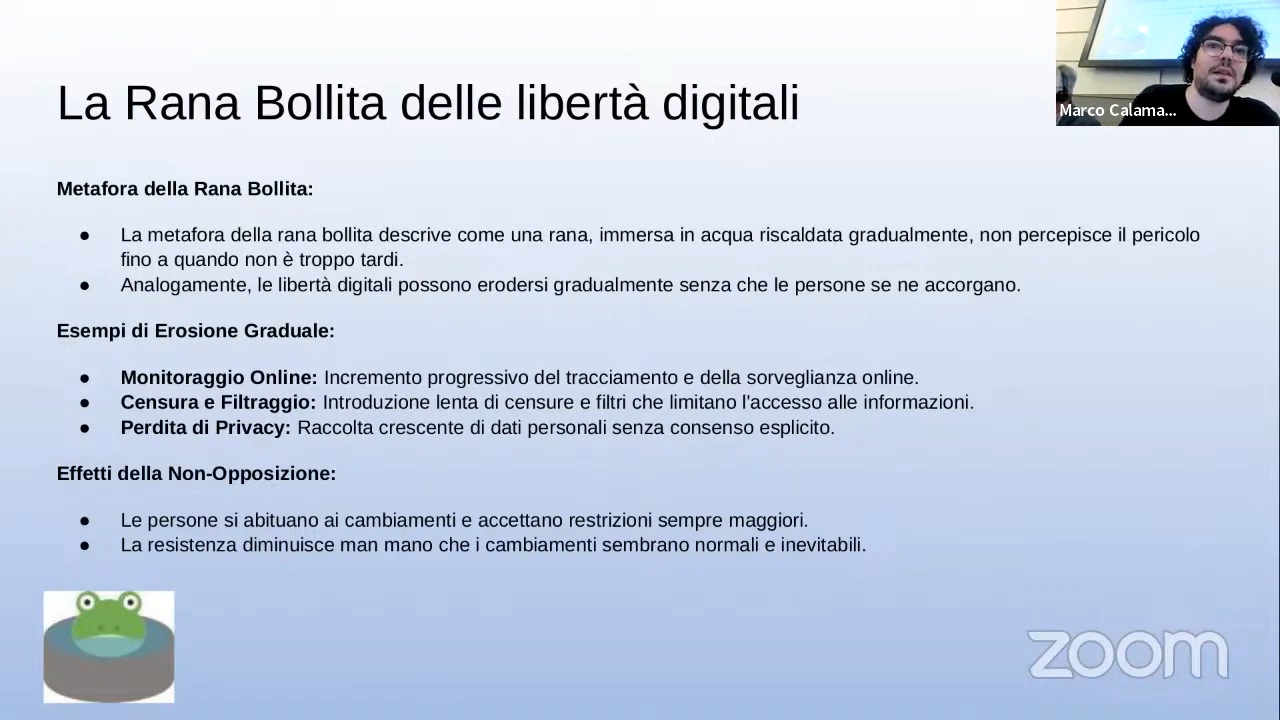 La Rana Bollita delle libertà digitali
Marco Calama...
Metafora della Rana Bollita:
● La metafora della rana bollita descrive come una rana, immersa in acqua riscaldata gradualmente, non percepisce il pericolo
fino a quando non è troppo tardi.
● Analogamente, le libertà digitali possono erodersi gradualmente senza che le persone se ne accorgano.
Esempi di Erosione Graduale:
● Monitoraggio Online: Incremento progressivo del tracciamento e della sorveglianza online.
● Censura e Filtraggio: Introduzione lenta di censure e filtri che limitano l'accesso alle informazioni.
● Perdita di Privacy: Raccolta crescente di dati personali senza consenso esplicito.
Effetti della Non-Opposizione:
● Le persone si abituano ai cambiamenti e accettano restrizioni sempre maggiori.
● La resistenza diminuisce man mano che i cambiamenti sembrano normali e inevitabili.
zoom